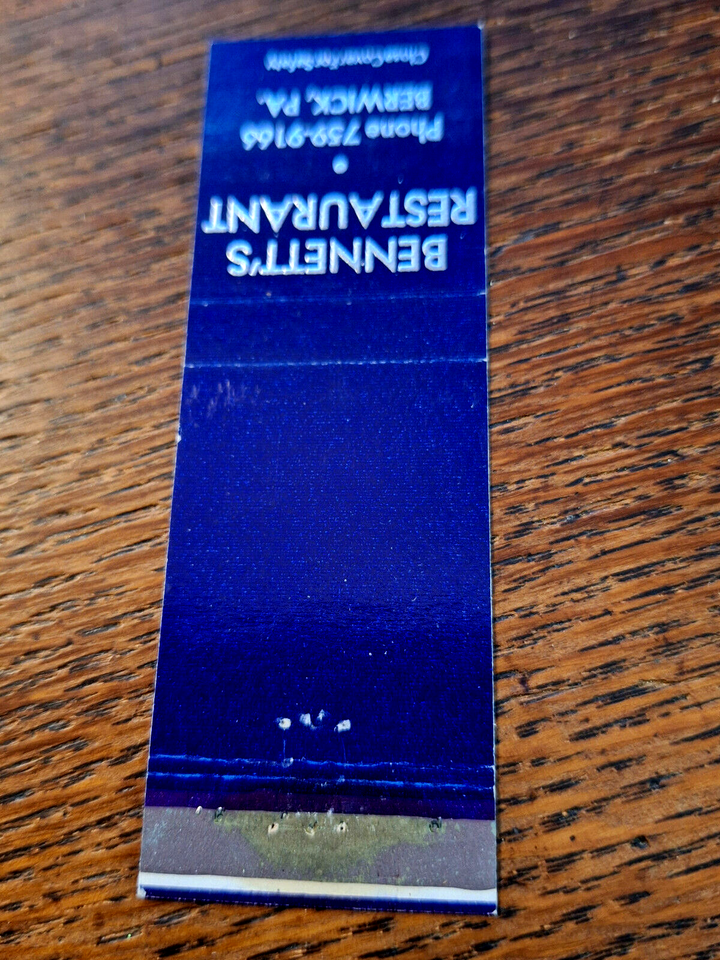 BENNETT'S
RESTAURANT
Phone 759-9166
BERWICK, PA.
Close Cover For Safety